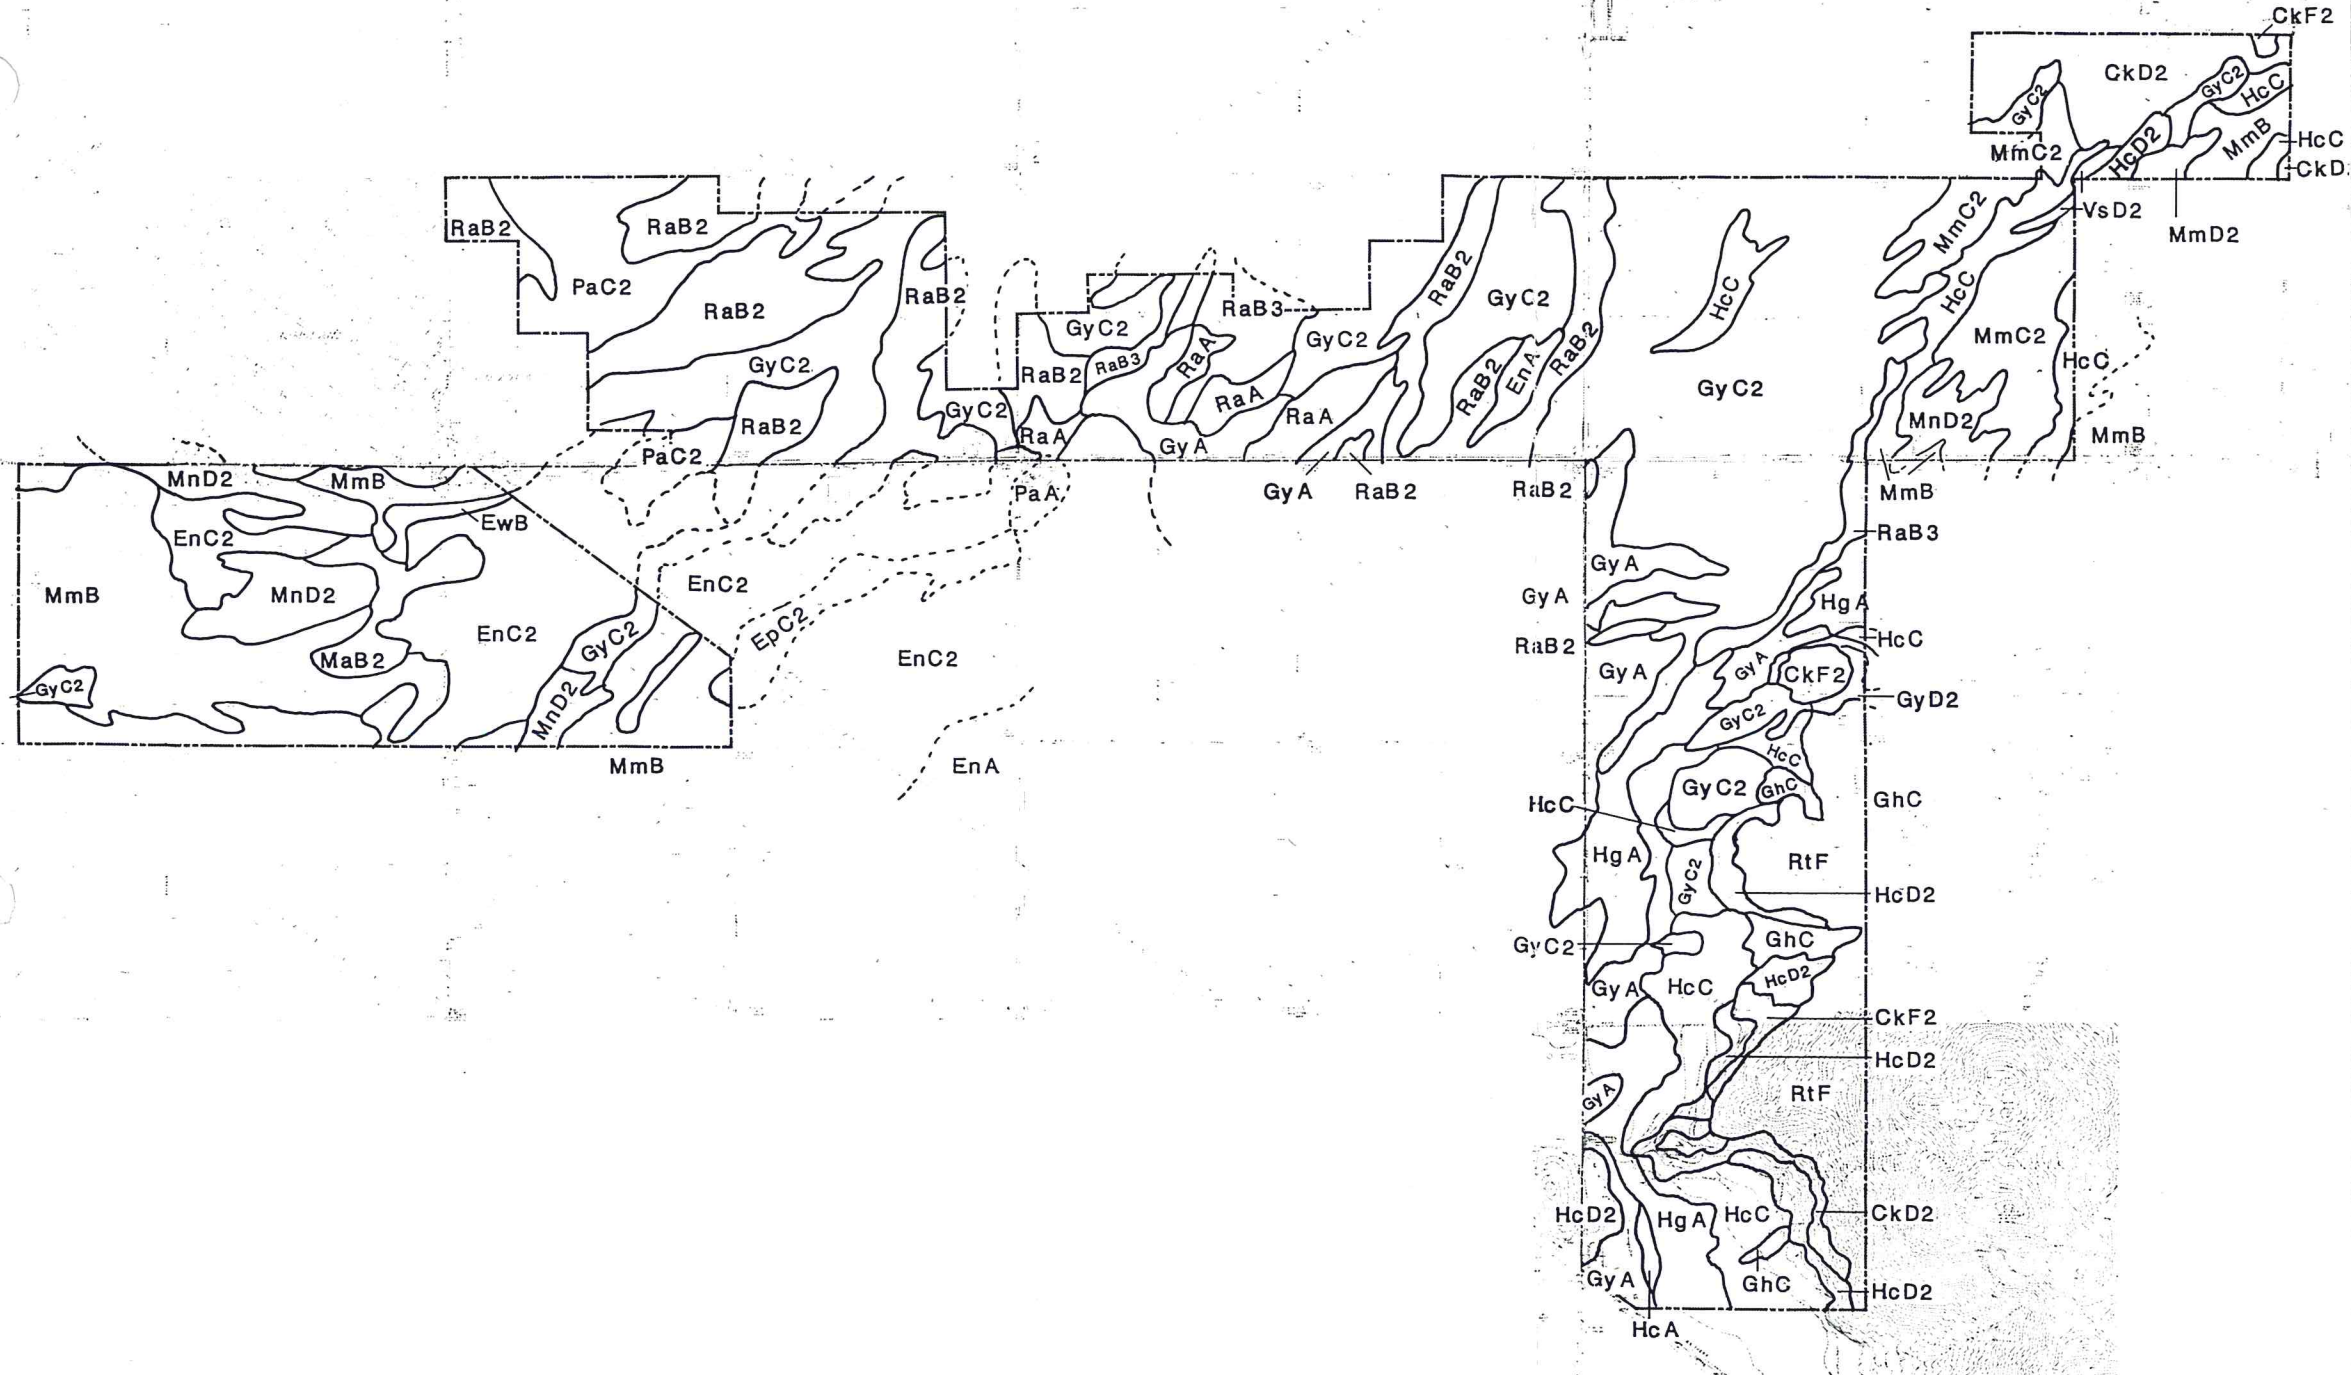 CkF2
CkD2
GyC2
HcC
GyC2
HcD2
MmB
HcC
CkD
MmC2
VsD2
MmD2
RaB2
RaB2
PaC2
RaB2
RaB2
GyC2
RaB2
GyC2
PaC2
GyC2
RaB3
RaB2
RaB3
RaA
GyC2
RaA
RaA
RaA
GyA
RaB2
GyC2
RaB2
EnA
RaB2
HcC
GyC2
MmC2
HcC
MmC2
HcC
MnD2
MmB
MnD2
MmB
EwB
EnC2
MmB
MnD2
EnC2
MaB2
GyC2
GyC2
MnD2
MmB
EnC2
EpC2
EnC2
EnA
PaA
GyA
RaB2
RaB2
MmB
RaB3
GyA
GyA
HgA
RaB2
HcC
GyA
GyA
CkF2
GyD2
GyC2
HcC
GyC2
GhC
GhC
HcC
HgA
GyC2
RtF
HcD2
GyC2
GhC
HcD2
GyA
HcC
CkF2
HcD2
GyA
RtF
HcD2
HgA
HcC
CkD2
GyA
GhC
HcD2
HcA